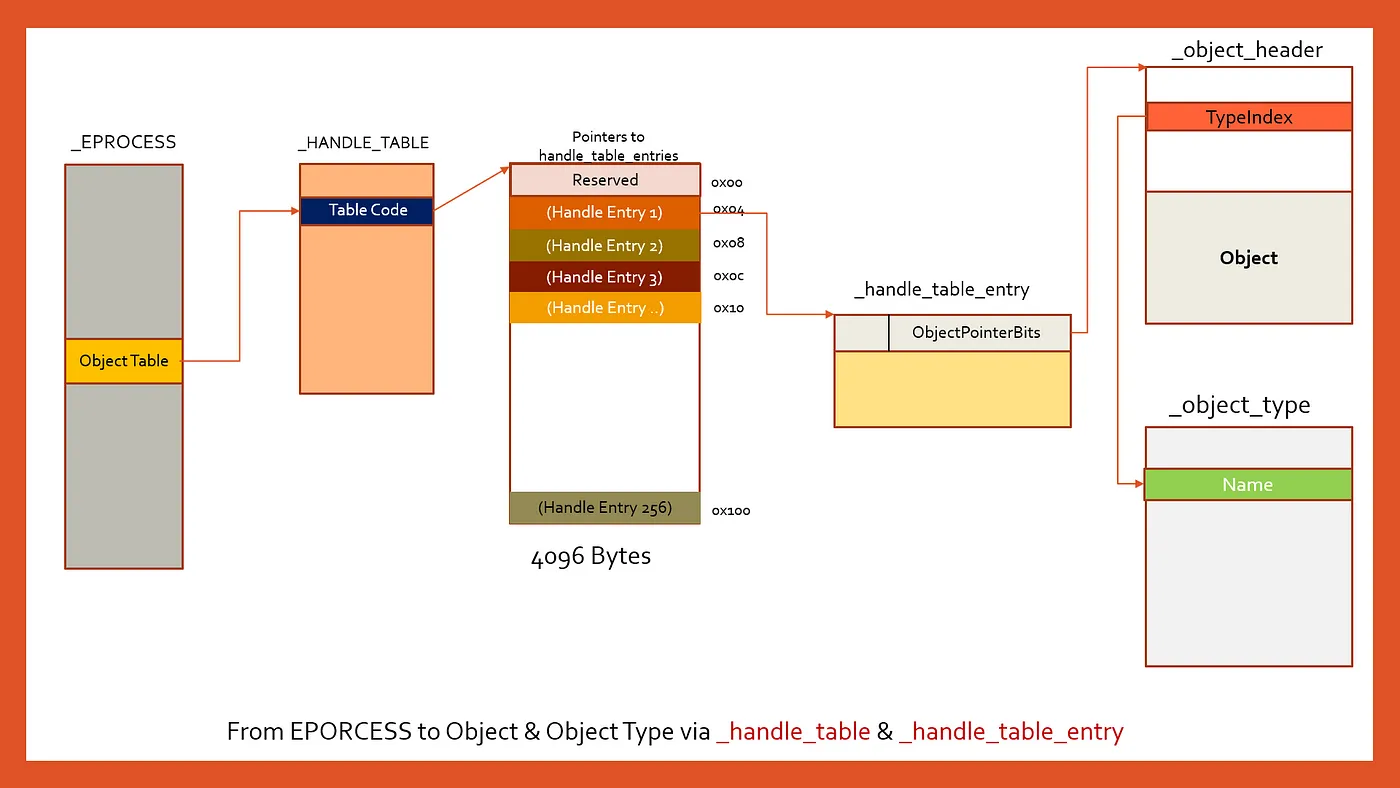 _EPROCESS
Object Table
_HANDLE_TABLE
Table Code
Pointers to
handle_table_entries
Reserved
0x00
(Handle Entry 1)
0x04
(Handle Entry 2)
0x08
(Handle Entry 3)
0x0c
(Handle Entry ..)
0x10
(Handle Entry 256)
0x100
4096 Bytes
_handle_table_entry
ObjectPointerBits
_object_header
TypeIndex
Object
_object_type
Name
From EPORCESS to Object & Object Type via _handle_table & _handle_table_entry